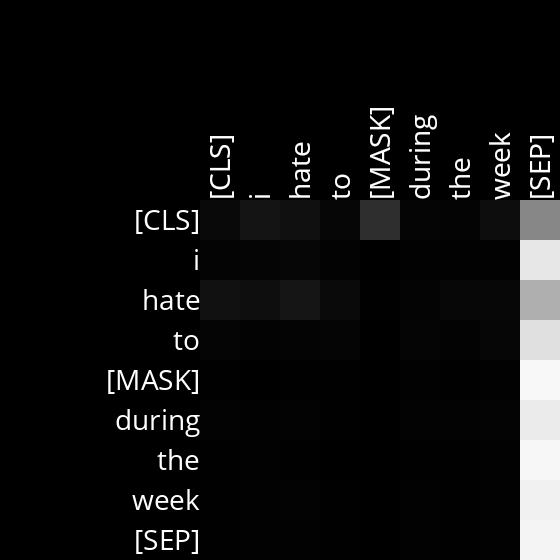 [CLS] i hate to [MASK] during the week [SEP]
[CLS]
i
hate
to
[MASK]
during
the
week
[SEP]